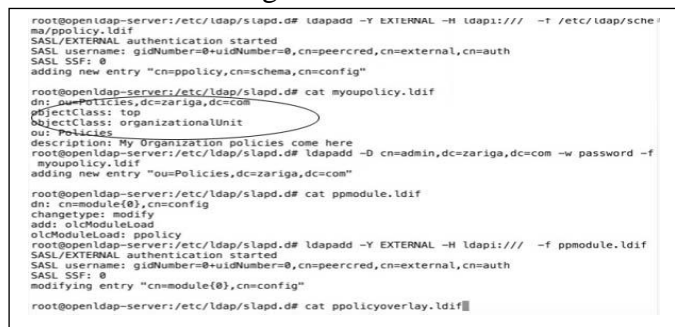 root@openldap-server:/etc/ldap/slapd.d# ldapadd -Y EXTERNAL -H ldapi:/// -f /etc/ldap/sche
ma/ppolicy.ldif
SASL/EXTERNAL authentication started
SASL username: gidNumber=0+uidNumber=0,cn=peercred,cn=external,cn=auth
SASL SSF: 0
adding new entry "cn=ppolicy,cn=schema,cn=config"
root@openldap-server:/etc/ldap/slapd.d# cat myoupolicy.ldif
dn: ou=Policies,dc=zariga,dc=com
objectClass: top
objectClass: organizationalUnit
ou: Policies
description: My Organization policies come here
root@openldap-server:/etc/ldap/slapd.d# ldapadd -D cn=admin,dc=zariga,dc=com -w password -f
myoupolicy.ldif
adding new entry "ou=Policies,dc=zariga,dc=com"
root@openldap-server:/etc/ldap/slapd.d# cat ppmodule.ldif
dn: cn=module{0},cn=config
changetype: modify
add: olcModuleLoad
olcModuleLoad: ppolicy
root@openldap-server:/etc/ldap/slapd.d# ldapadd -Y EXTERNAL -H ldapi:/// -f ppmodule.ldif
SASL/EXTERNAL authentication started
SASL username: gidNumber=0+uidNumber=0,cn=peercred,cn=external,cn=auth
SASL SSF: 0
modifying entry "cn=module{0},cn=config"
root@openldap-server:/etc/ldap/slapd.d# cat ppolicyoverlay.ldif